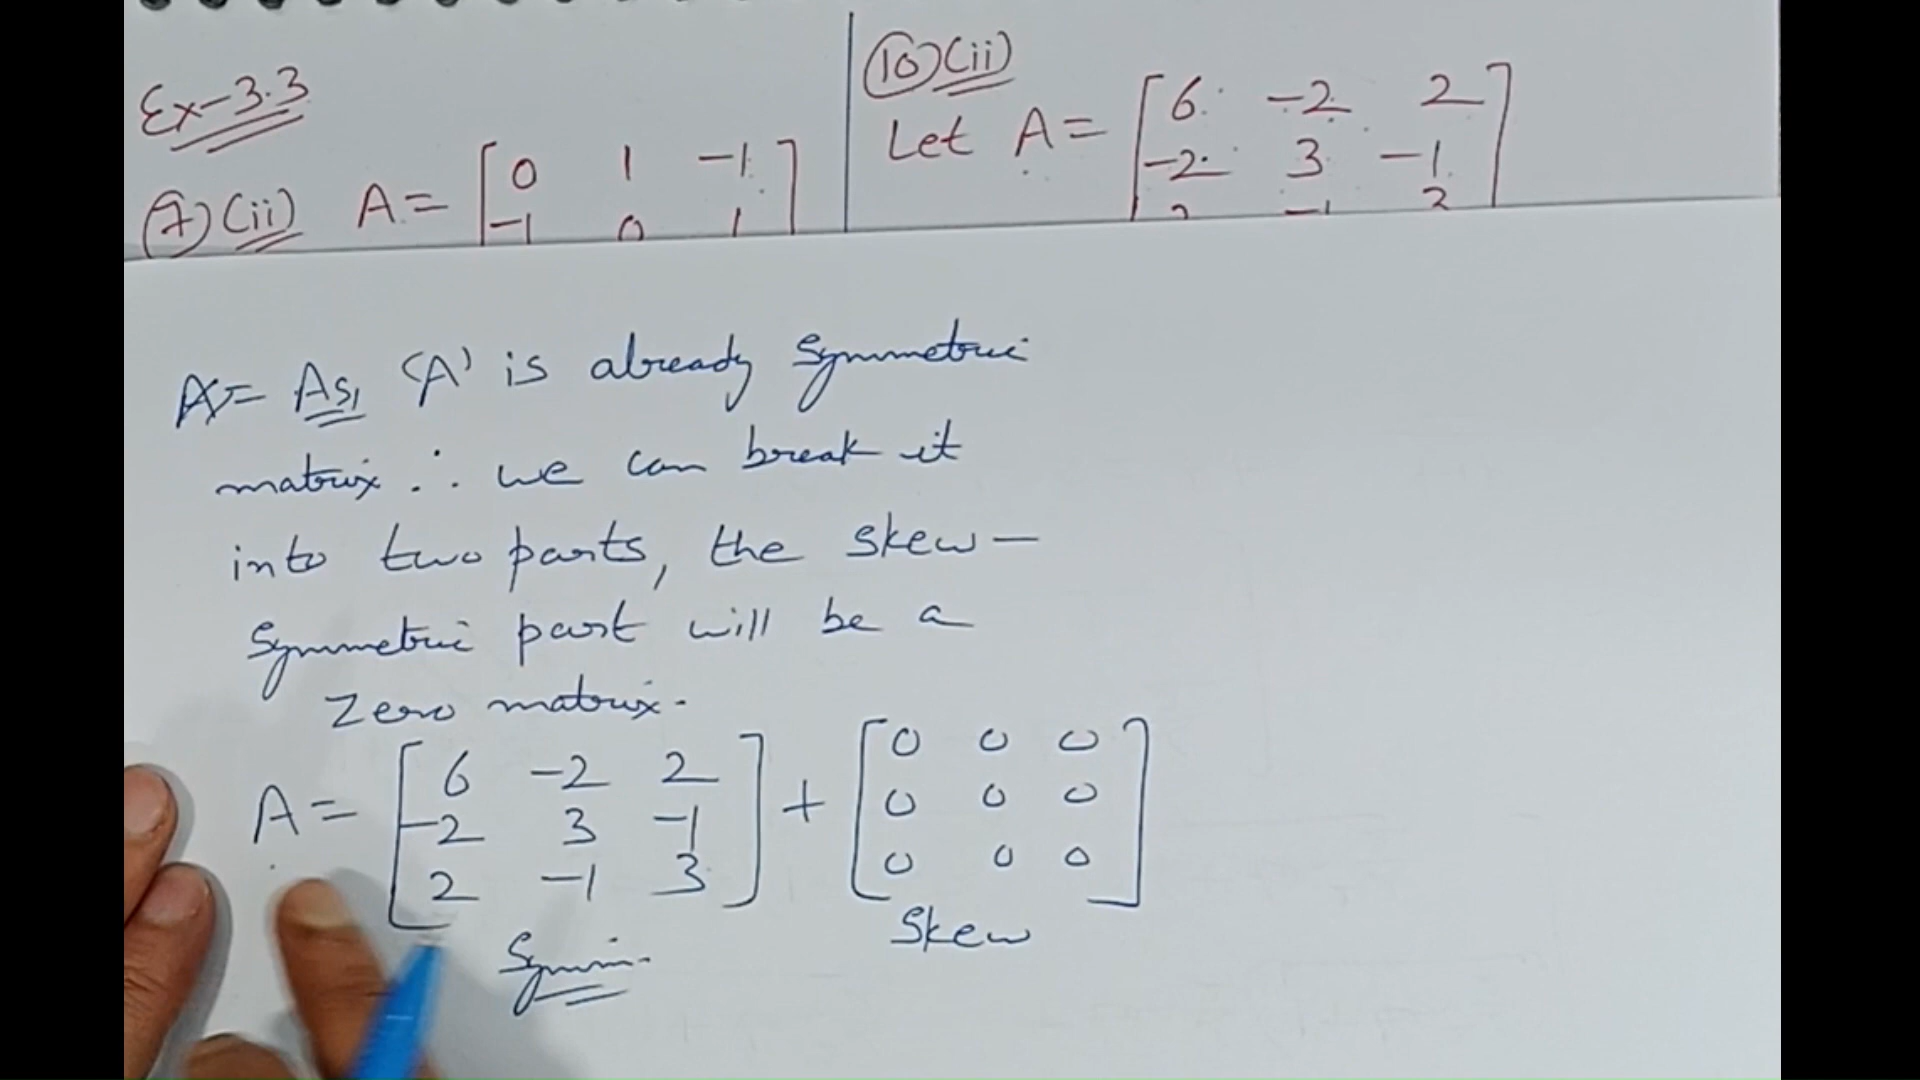 Ex-3.3
7 (ii) A = [ 0 1 -1
-1 0 1 ]
10 (ii)
Let A = [ 6 -2 2
-2 3 -1
2 -1 3 ]
A = As, 'A' is already Symmetric
matrix ∴ we can break it
into two parts, the skew-
Symmetric part will be a
zero matrix.
A = [ 6 -2 2 ] + [ 0 0 0 ]
[ -2 3 -1 ] [ 0 0 0 ]
[ 2 -1 3 ] [ 0 0 0 ]
Symm. Skew